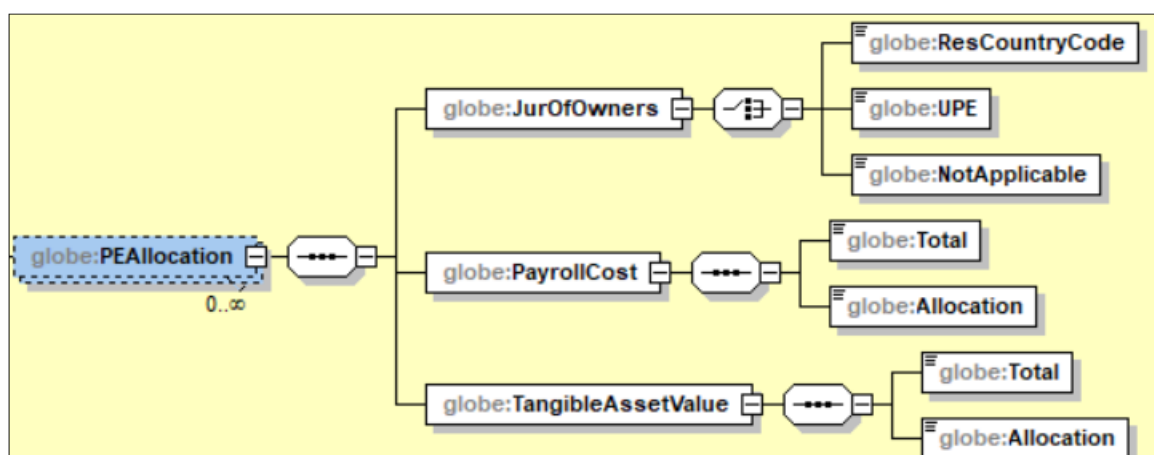 globe:ResCountryCode
globe:JurOfOwners
globe:UPE
globe:NotApplicable
globe:PEAllocation
0..∞
globe:PayrollCost
globe:Total
globe:Allocation
globe:TangibleAssetValue
globe:Total
globe:Allocation